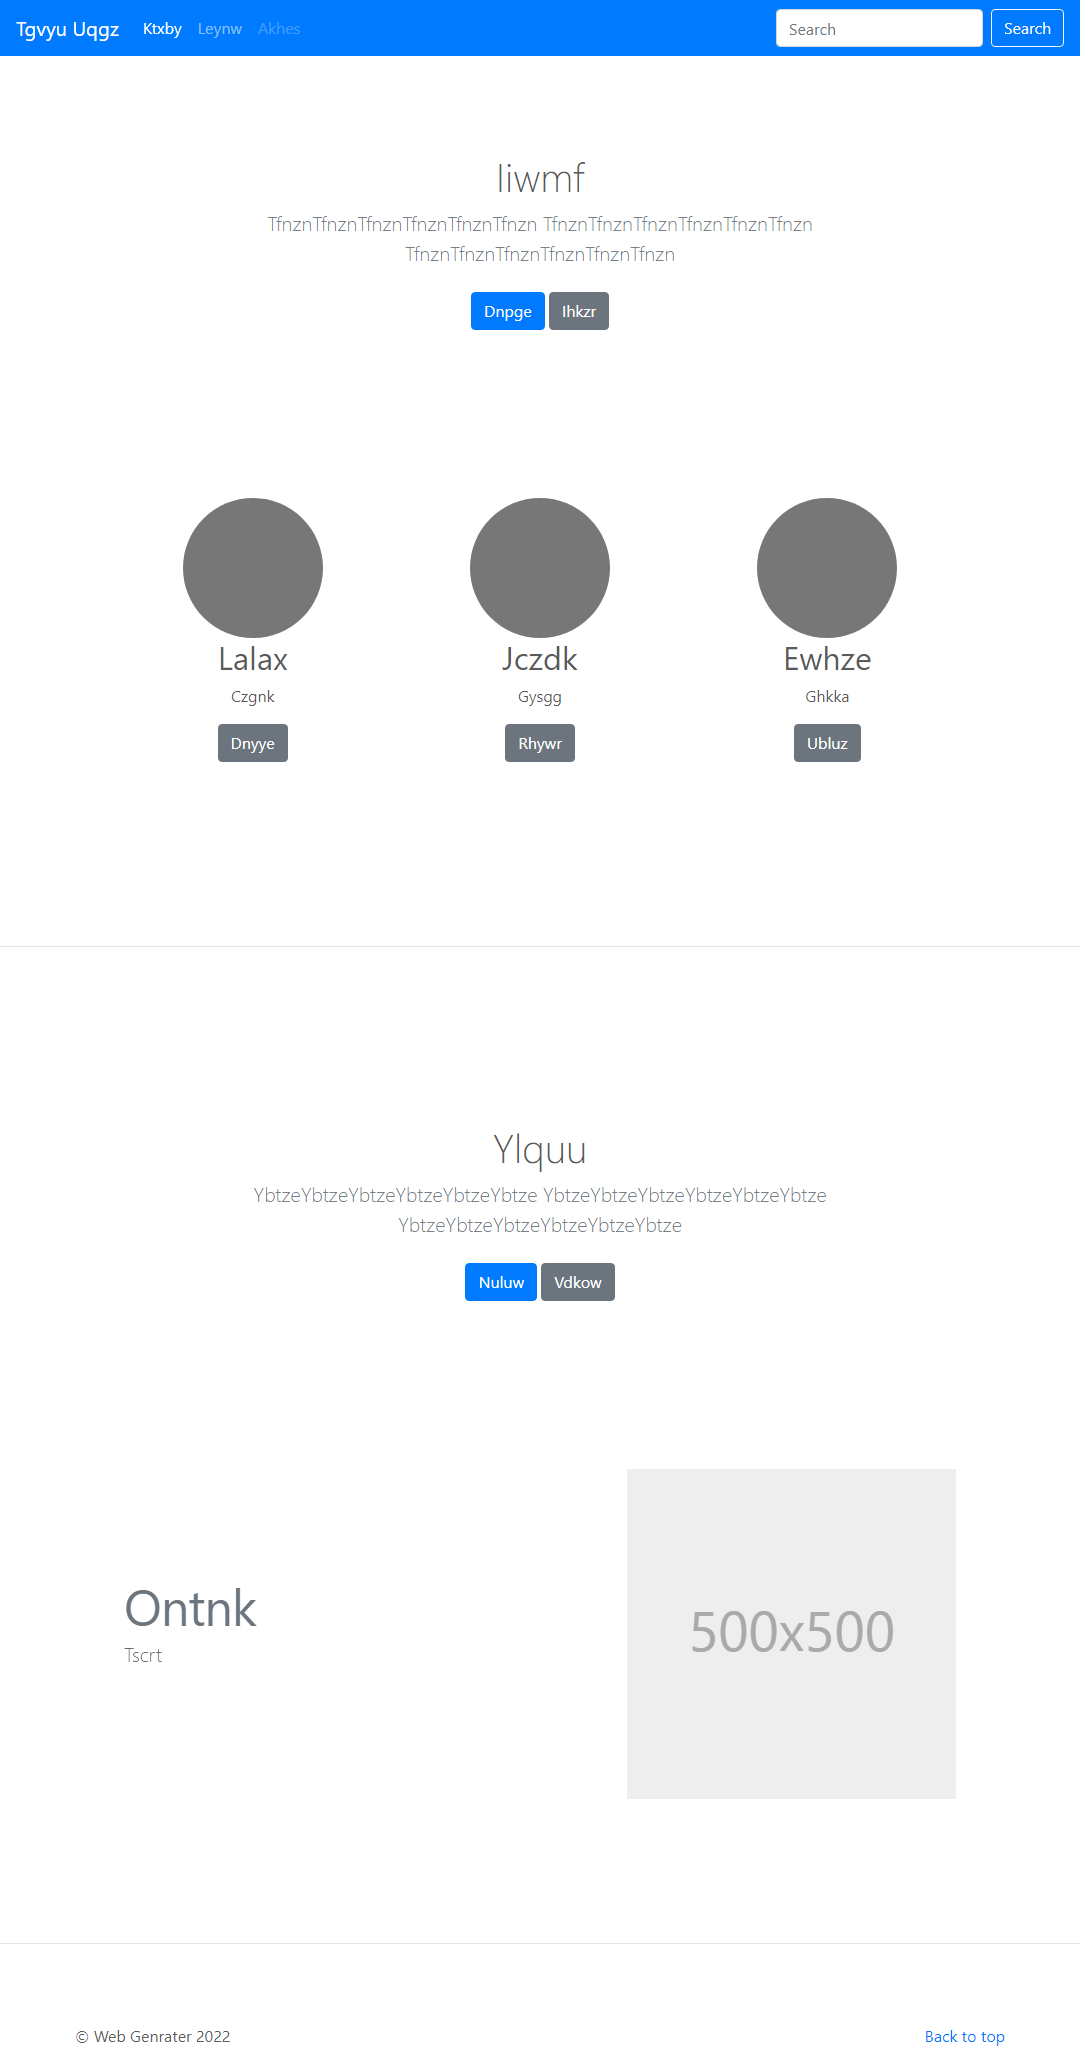 Tgvyu Uqgz Ktxby Leynw Akhes Search Search
Iiwmf
TfnznTfnznTfnznTfnznTfnznTfnzn TfnznTfnznTfnznTfnznTfnznTfnzn
TfnznTfnznTfnznTfnznTfnznTfnzn
Dnpge Ihkzr
Lalax Jczdk Ewhze
Czgnk Gysgg Ghkka
Dnyye Rhywr Ubluz
Ylquu
YbtzeYbtzeYbtzeYbtzeYbtzeYbtze YbtzeYbtzeYbtzeYbtzeYbtzeYbtze
YbtzeYbtzeYbtzeYbtzeYbtzeYbtze
Nuluw Vdkow
Ontnk
Tscrt
500x500
© Web Genrater 2022 Back to top